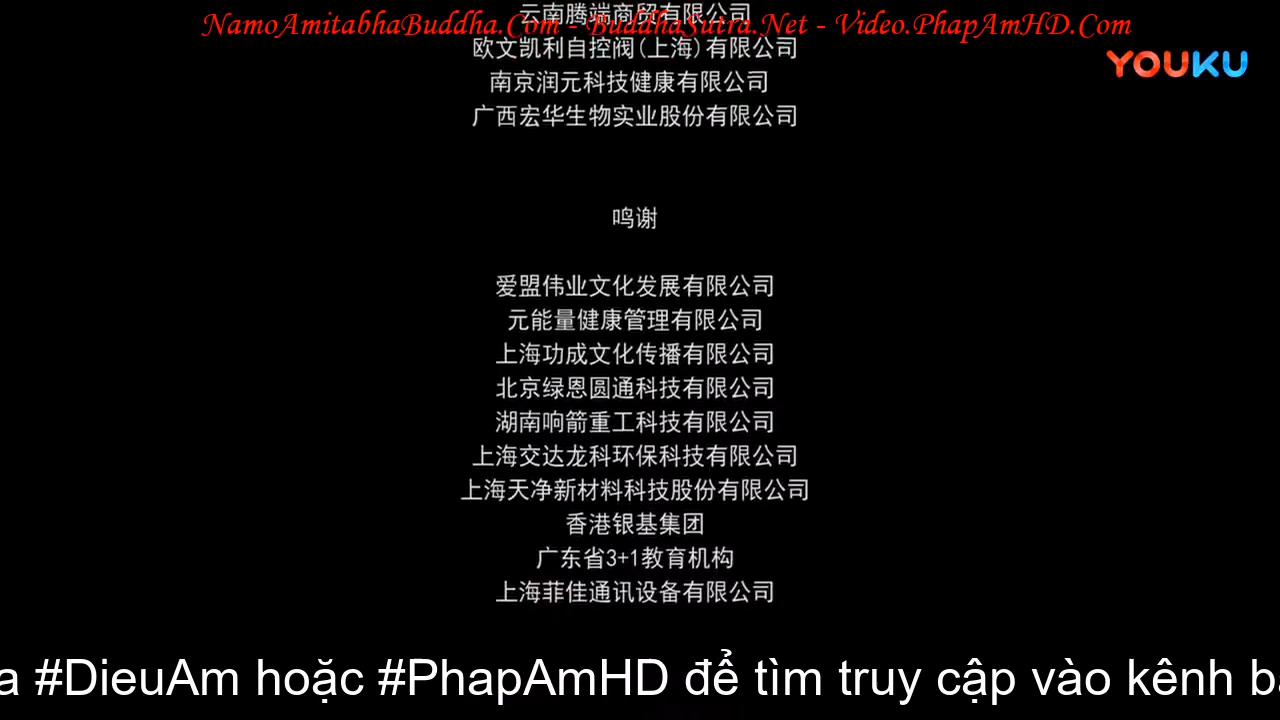 云南腾端商贸有限公司
NamoAmitabhaBuddha.Com - BuddhaSutra.Net - Video.PhapAmHD.Com
欧文凯利自控阀(上海)有限公司
YOUKU
南京润元科技健康有限公司
广西宏华生物实业股份有限公司
鸣谢
爱盟伟业文化发展有限公司
元能量健康管理有限公司
上海功成文化传播有限公司
北京绿恩圆通科技有限公司
湖南响箭重工科技有限公司
上海交达龙科环保科技有限公司
上海天净新材料科技股份有限公司
香港银基集团
广东省3+1教育机构
上海菲佳通讯设备有限公司
a #DieuAm hoặc #PhapAmHD để tìm truy cập vào kênh